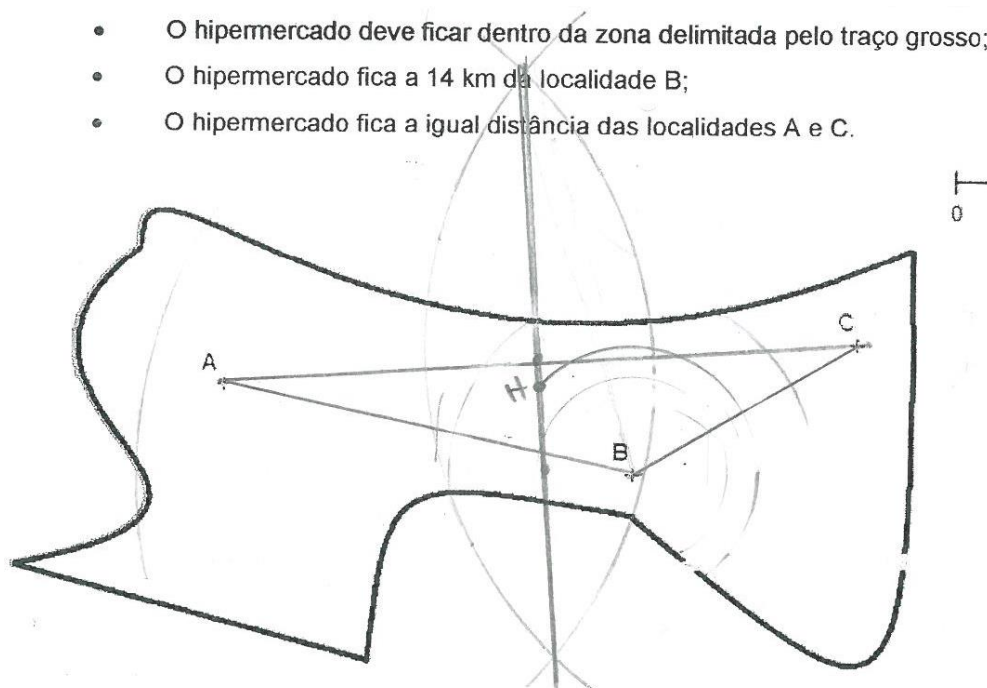 • O hipermercado deve ficar dentro da zona delimitada pelo traço grosso;
• O hipermercado fica a 14 km da localidade B;
• O hipermercado fica a igual distância das localidades A e C.
0
C
A
H
B